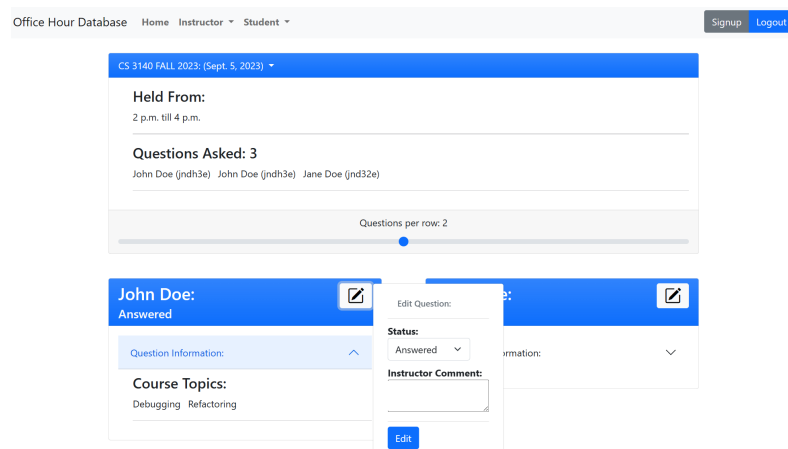 Office Hour Database Home Instructor Student Signup Logout
CS 3140 FALL 2023: (Sept. 5, 2023)
Held From:
2 p.m. till 4 p.m.
Questions Asked: 3
John Doe (jndh3e) John Doe (jndh3e) Jane Doe (jnd32e)
Questions per row: 2
John Doe:
Answered
Question Information:
Course Topics:
Debugging Refactoring
Edit Question:
Status:
Answered
Instructor Comment:
Edit
e:
rmation: